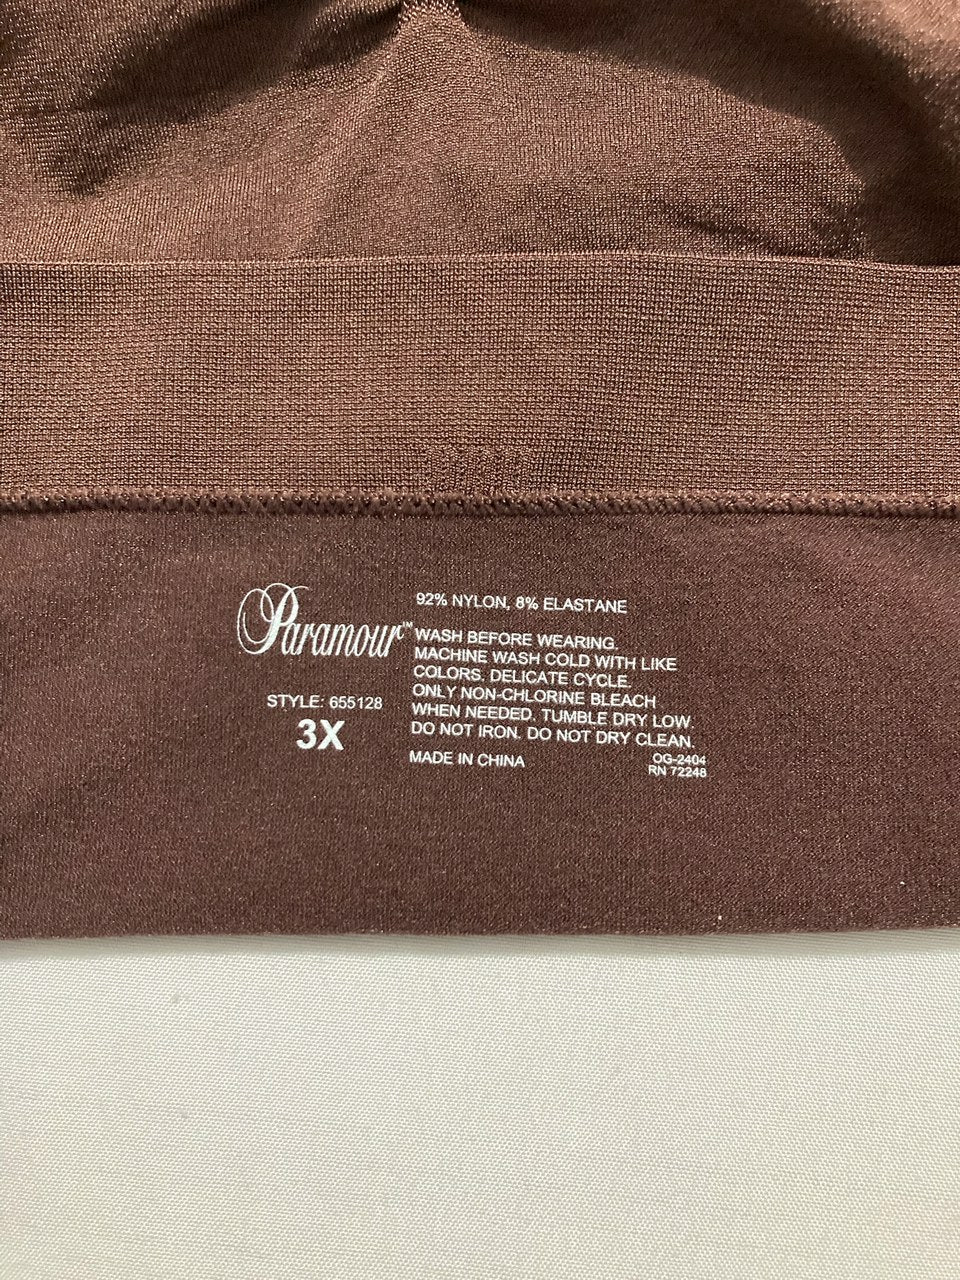 Paramour™
STYLE: 655128
3X
92% NYLON, 8% ELASTANE
WASH BEFORE WEARING.
MACHINE WASH COLD WITH LIKE
COLORS. DELICATE CYCLE.
ONLY NON-CHLORINE BLEACH
WHEN NEEDED. TUMBLE DRY LOW.
DO NOT IRON. DO NOT DRY CLEAN.
MADE IN CHINA
OG-2404
RN 72248